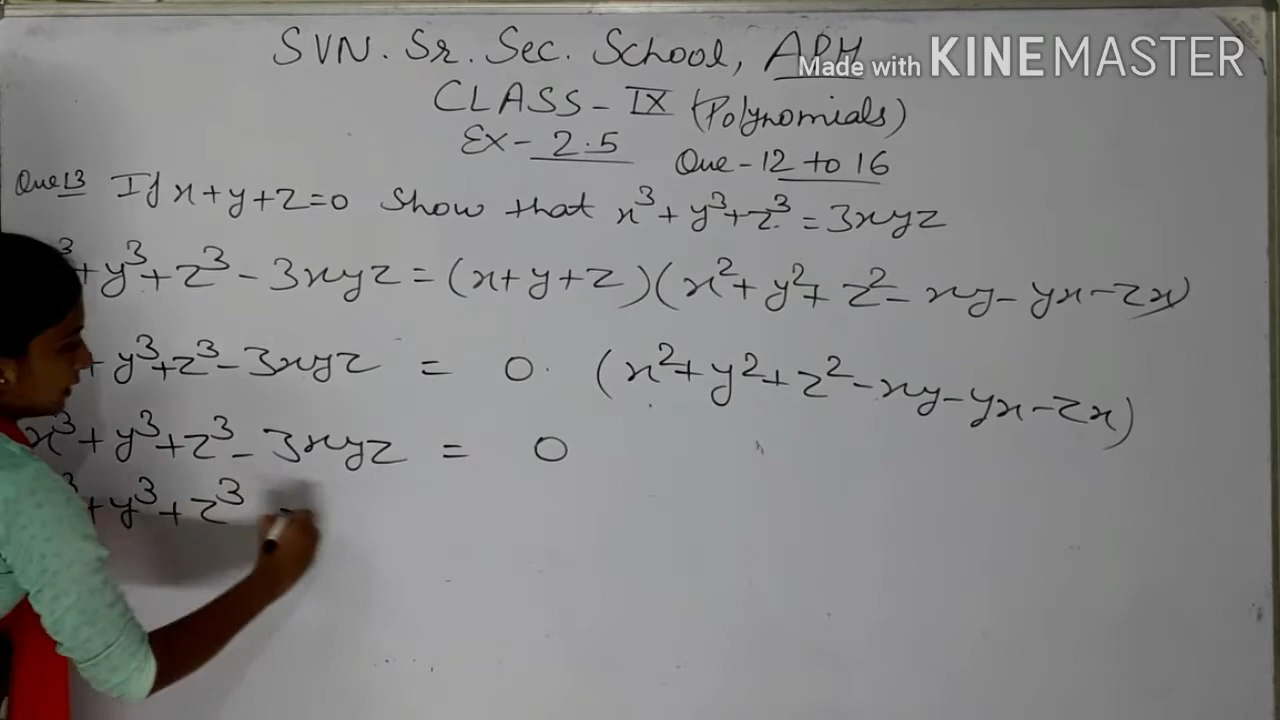 SVN. Sr. Sec. School, APH
Made with KINEMASTER
CLASS - IX (Polynomials)
Ex - 2.5 Que - 12 to 16
Que 13 If x+y+z=0 Show that x³+y³+z³=3xyz
³+y³+z³-3xyz=(x+y+z)(x²+y²+z²-xy-yx-zx)
+y³+z³-3xyz = 0. (x²+y²+z²-xy-yx-zx)
x³+y³+z³-3xyz = 0
³+y³+z³